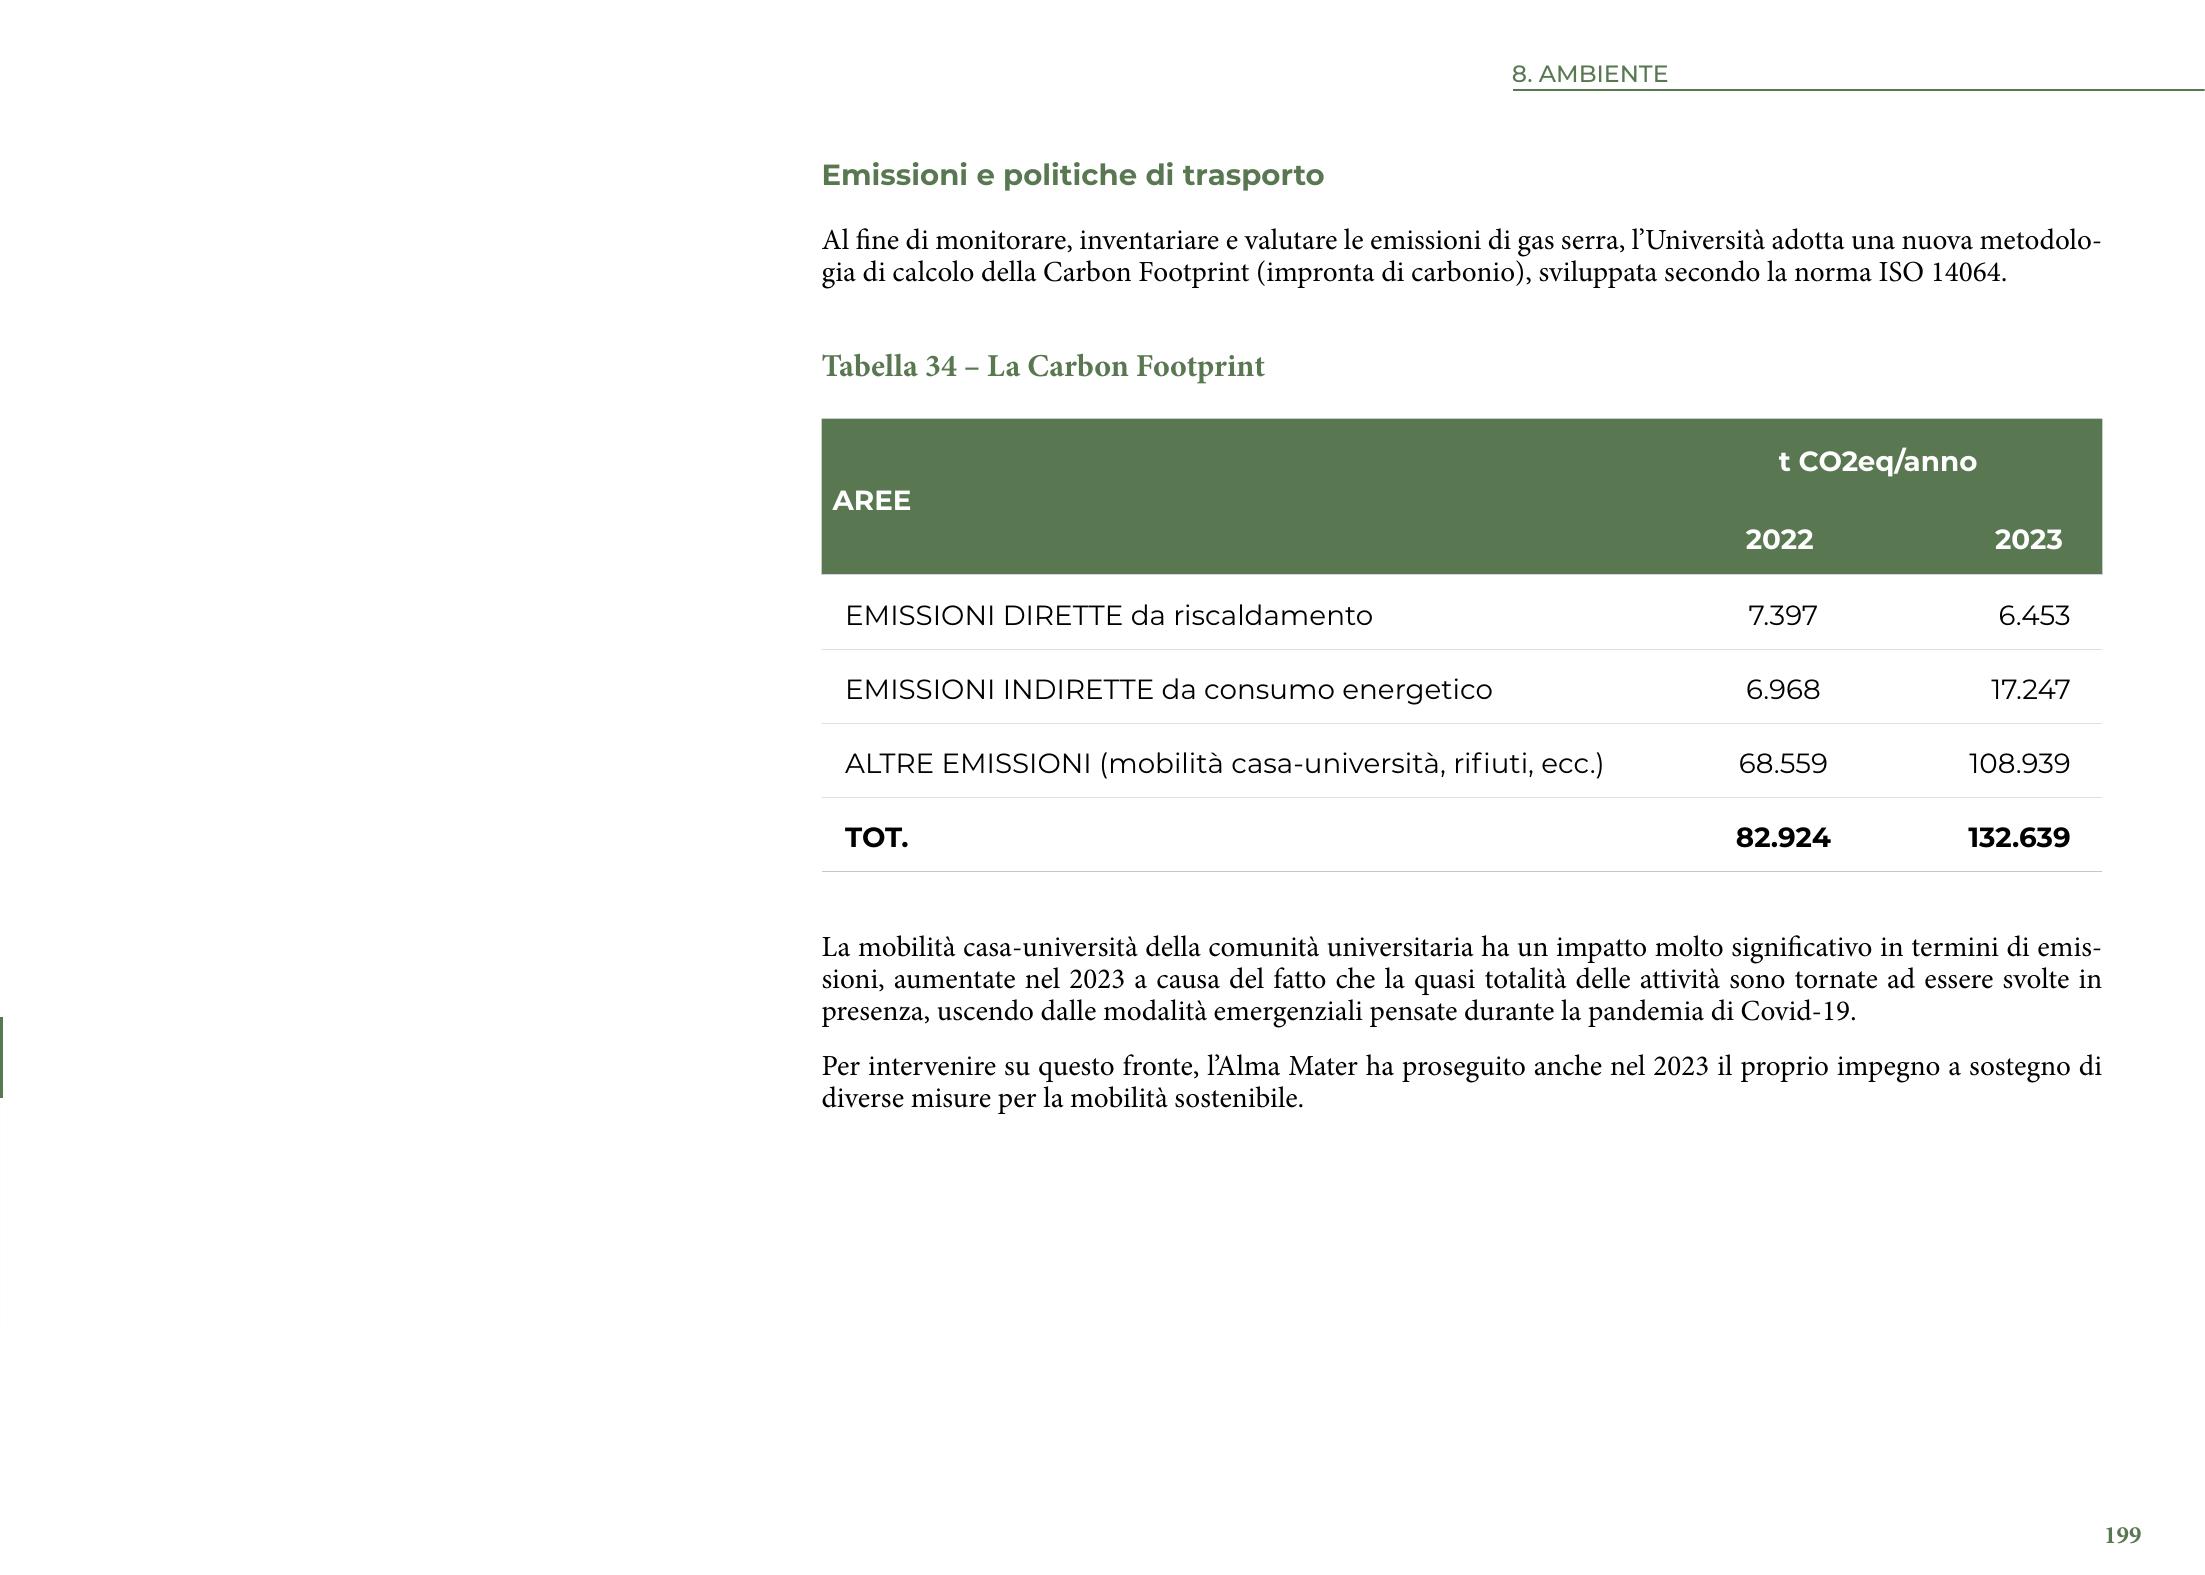 8. AMBIENTE
Emissioni e politiche di trasporto
Al fine di monitorare, inventariare e valutare le emissioni di gas serra, l’Università adotta una nuova metodolo-
gia di calcolo della Carbon Footprint (impronta di carbonio), sviluppata secondo la norma ISO 14064.
Tabella 34 – La Carbon Footprint
t CO2eq/anno
AREE
2022 2023
EMISSIONI DIRETTE da riscaldamento 7.397 6.453
EMISSIONI INDIRETTE da consumo energetico 6.968 17.247
ALTRE EMISSIONI (mobilità casa-università, rifiuti, ecc.) 68.559 108.939
TOT. 82.924 132.639
La mobilità casa-università della comunità universitaria ha un impatto molto significativo in termini di emis-
sioni, aumentate nel 2023 a causa del fatto che la quasi totalità delle attività sono tornate ad essere svolte in
presenza, uscendo dalle modalità emergenziali pensate durante la pandemia di Covid-19.
Per intervenire su questo fronte, l’Alma Mater ha proseguito anche nel 2023 il proprio impegno a sostegno di
diverse misure per la mobilità sostenibile.
199